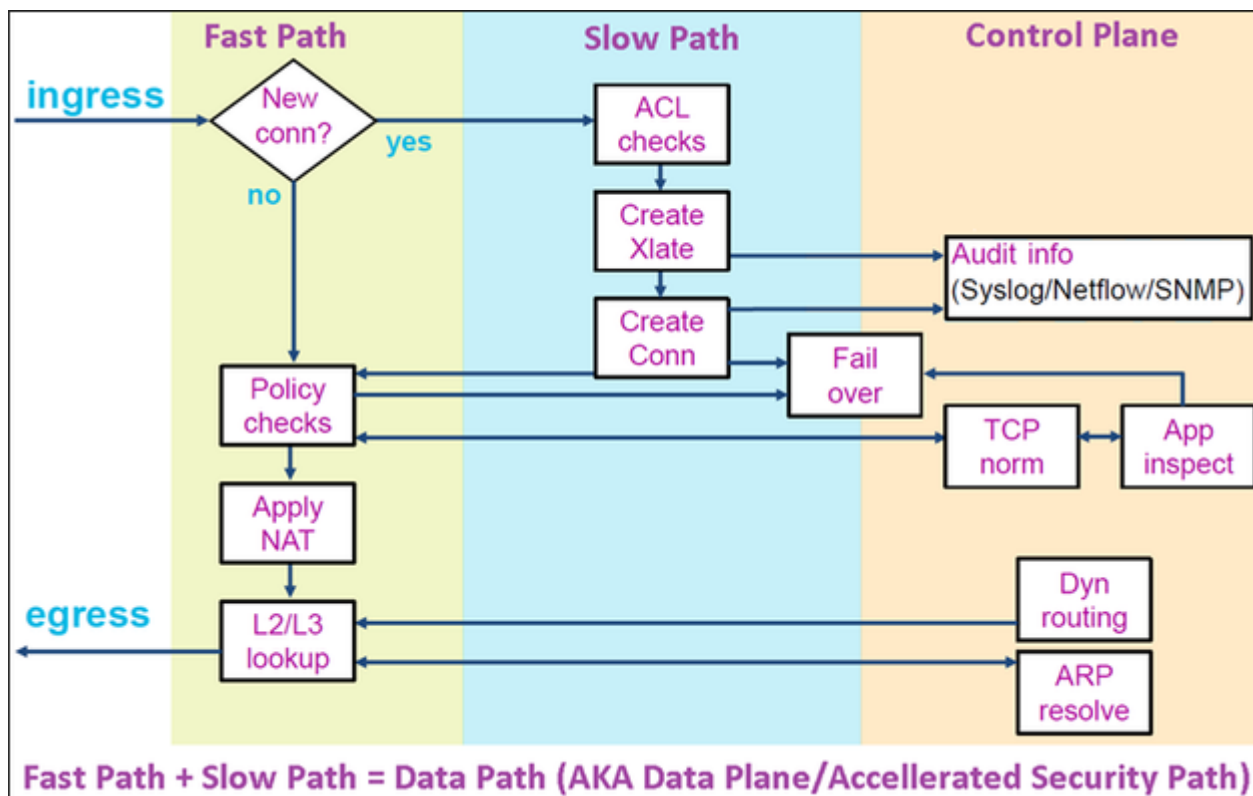 Fast Path
Slow Path
Control Plane
ingress
New
conn?
yes
no
ACL
checks
Create
Xlate
Audit info
(Syslog/Netflow/SNMP)
Create
Conn
Fail
over
Policy
checks
TCP
norm
App
inspect
Apply
NAT
Dyn
routing
egress
L2/L3
lookup
ARP
resolve
Fast Path + Slow Path = Data Path (AKA Data Plane/Accellerated Security Path)